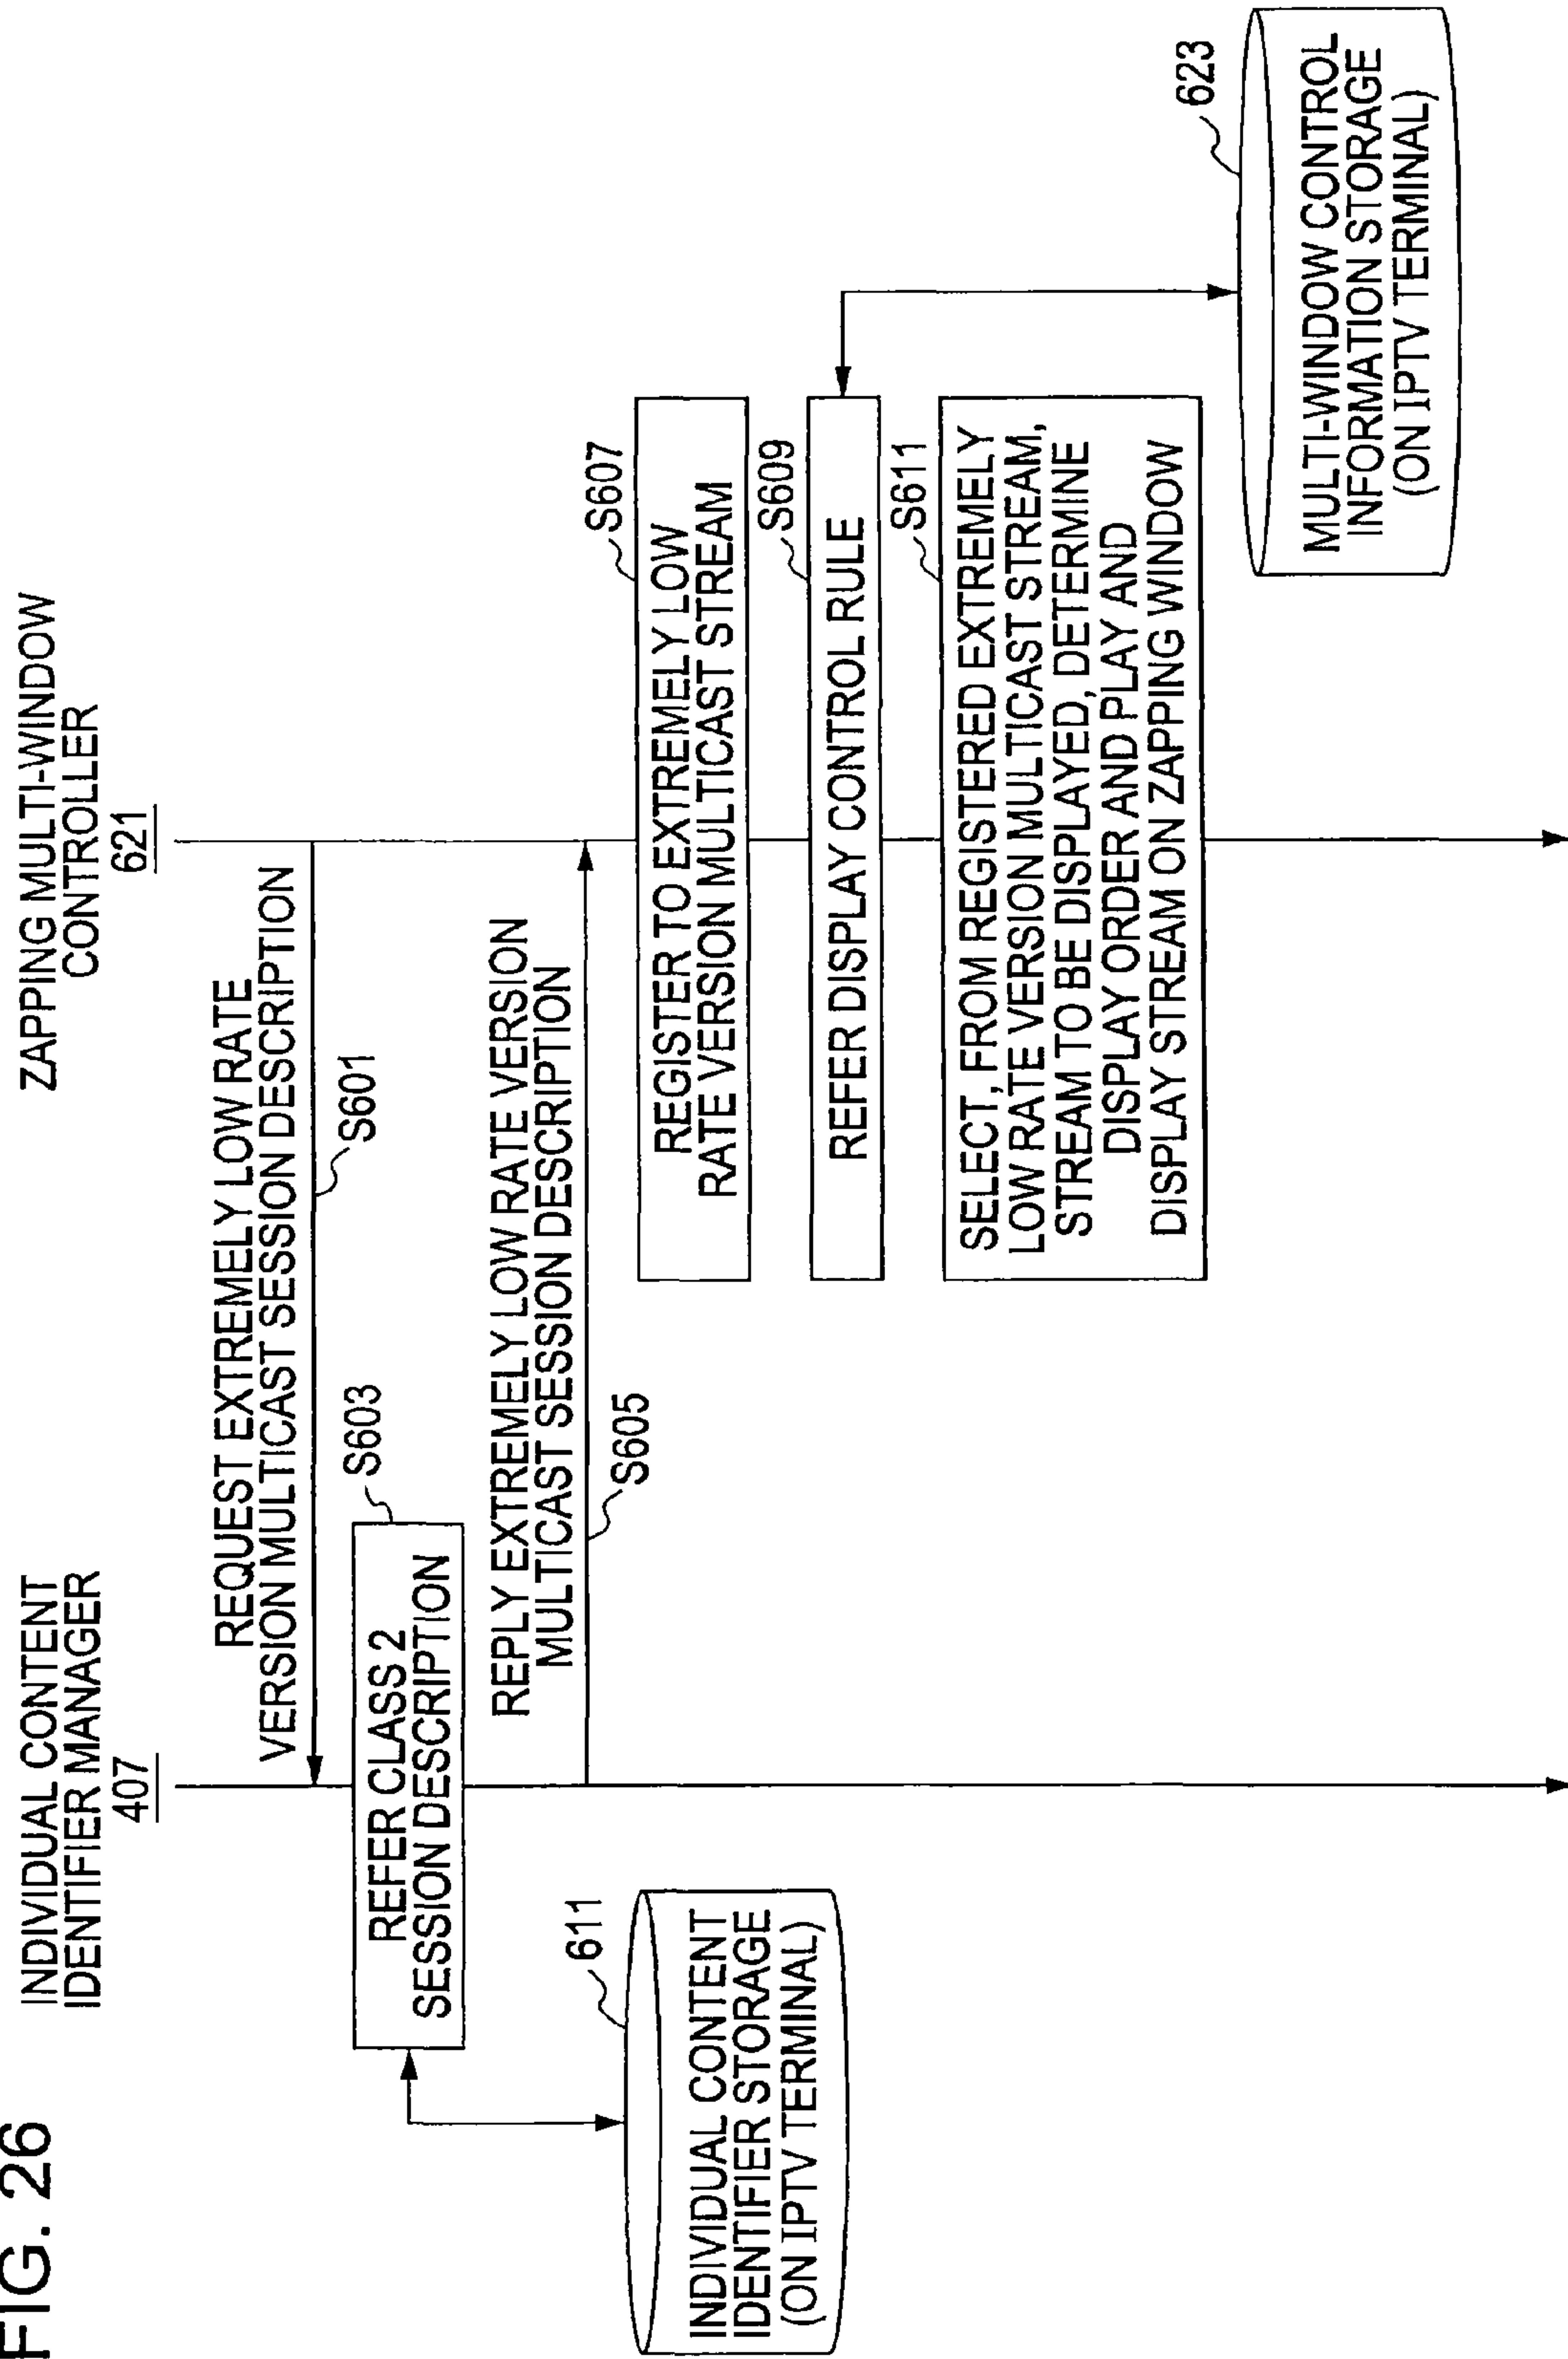 FIG. 26
INDIVIDUAL CONTENT
IDENTIFIER MANAGER
407
ZAPPING MULTI-WINDOW
CONTROLLER
621
REQUEST EXTREMELY LOW RATE
VERSION MULTICAST SESSION DESCRIPTION
S601
REFER CLASS 2
SESSION DESCRIPTION
S603
611
INDIVIDUAL CONTENT
IDENTIFIER STORAGE
(ON IPTV TERMINAL)
REPLY EXTREMELY LOW RATE VERSION
MULTICAST SESSION DESCRIPTION
S605
S607
REGISTER TO EXTREMELY LOW
RATE VERSION MULTICAST STREAM
S609
REFER DISPLAY CONTROL RULE
S611
SELECT, FROM REGISTERED EXTREMELY
LOW RATE VERSION MULTICAST STREAM,
STREAM TO BE DISPLAYED, DETERMINE
DISPLAY ORDER AND PLAY AND
DISPLAY STREAM ON ZAPPING WINDOW
623
MULTI-WINDOW CONTROL
INFORMATION STORAGE
(ON IPTV TERMINAL)